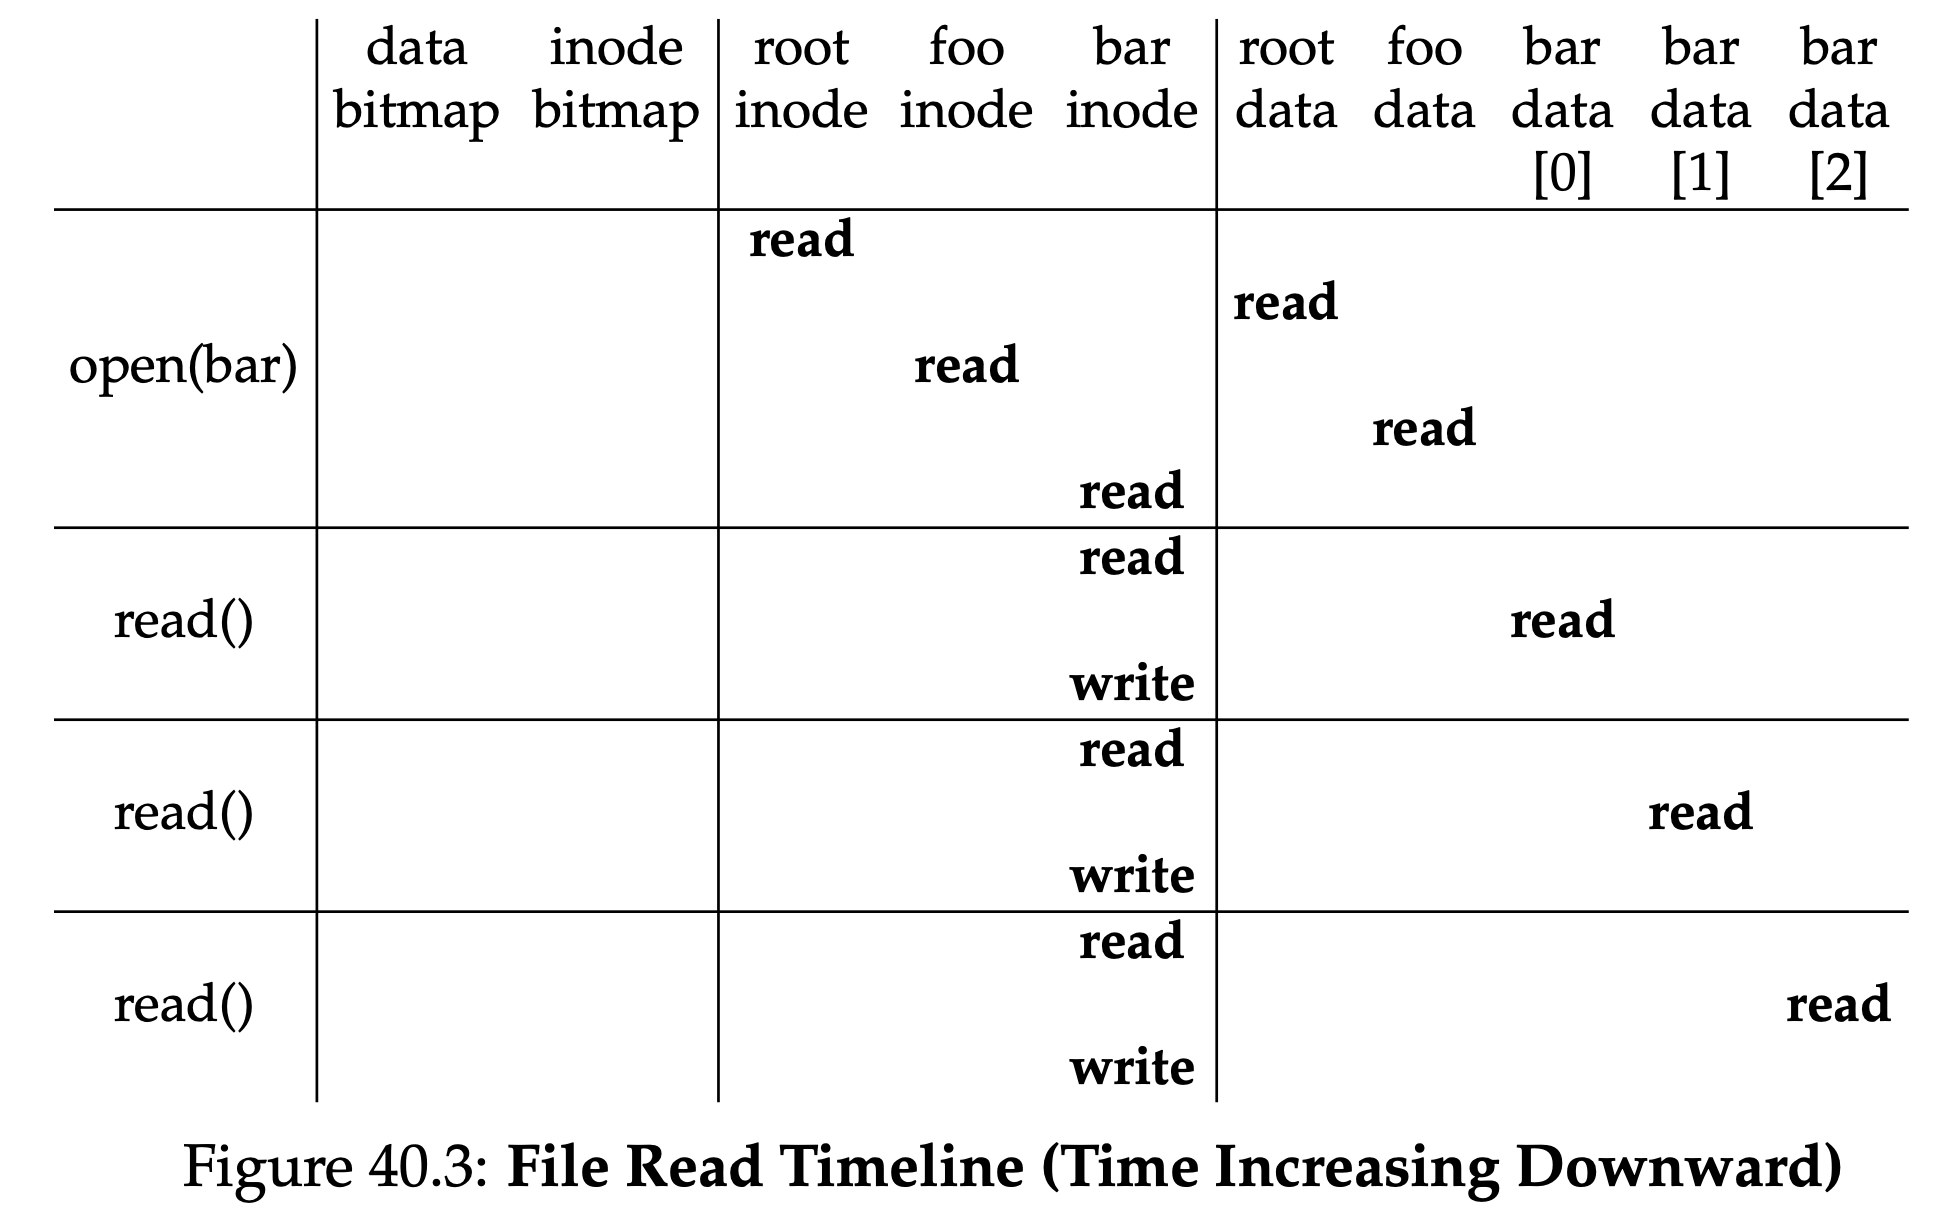 data inode root foo bar root foo bar bar bar
bitmap bitmap inode inode inode data data data data data
[0] [1] [2]
read
read
open(bar) read
read
read
read
read() read
write
read
read() read
write
read
read() read
write
Figure 40.3: File Read Timeline (Time Increasing Downward)